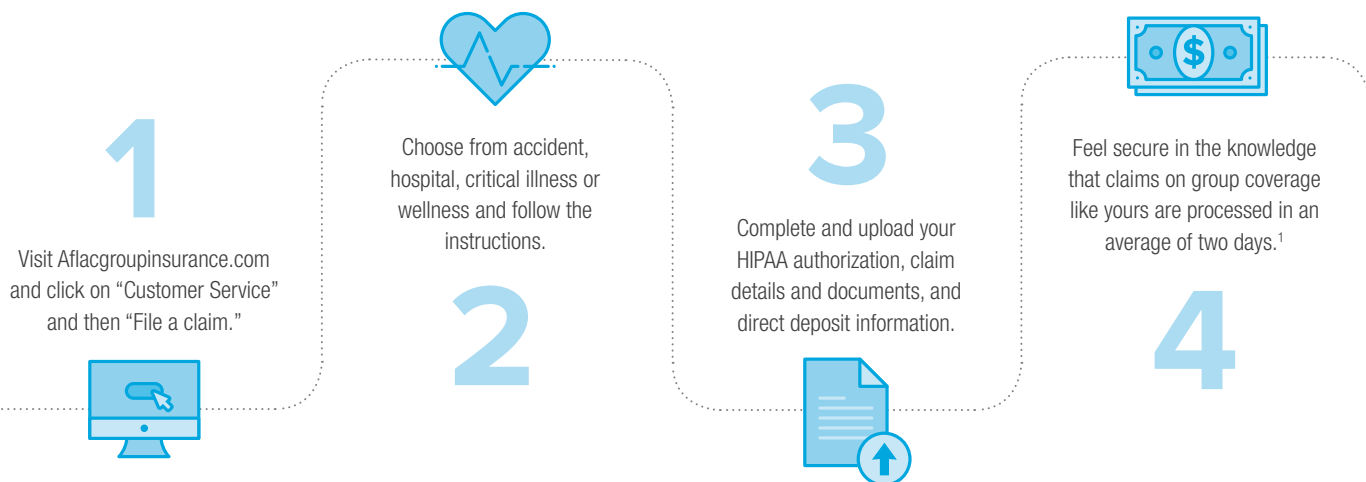 1
Visit Aflacgroupinsurance.com
and click on “Customer Service”
and then “File a claim.”
Choose from accident,
hospital, critical illness or
wellness and follow the
instructions.
2
3
Complete and upload your
HIPAA authorization, claim
details and documents, and
direct deposit information.
$
Feel secure in the knowledge
that claims on group coverage
like yours are processed in an
average of two days.1
4